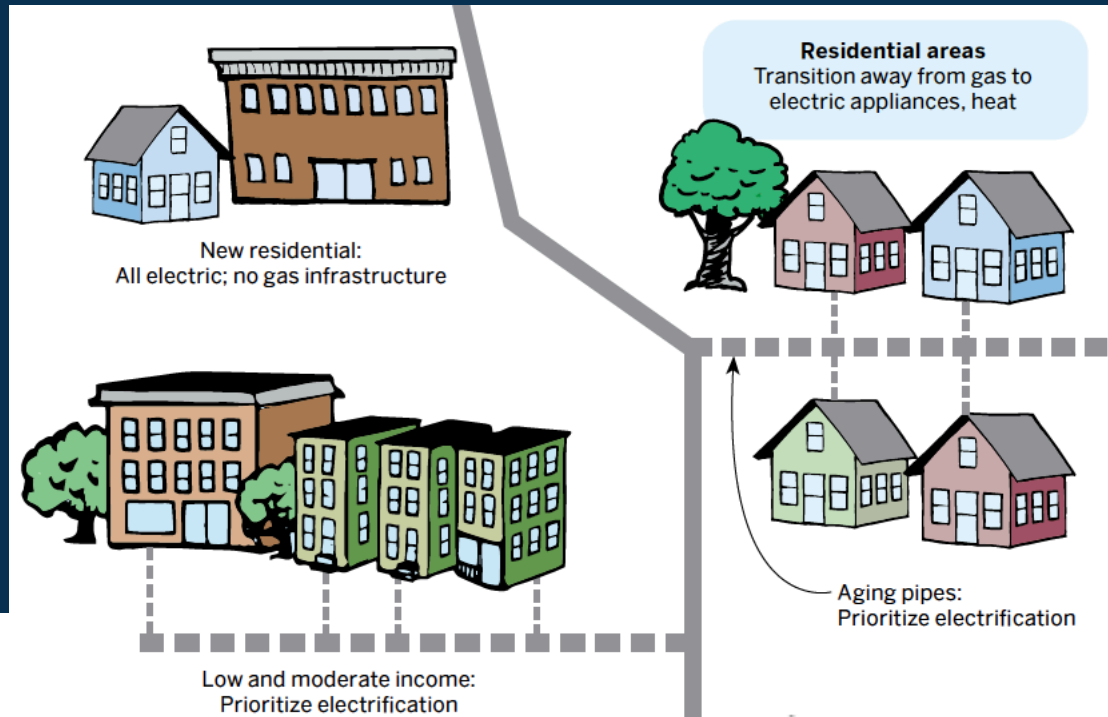 Residential areas
Transition away from gas to
electric appliances, heat
New residential:
All electric; no gas infrastructure
Aging pipes:
Prioritize electrification
Low and moderate income:
Prioritize electrification